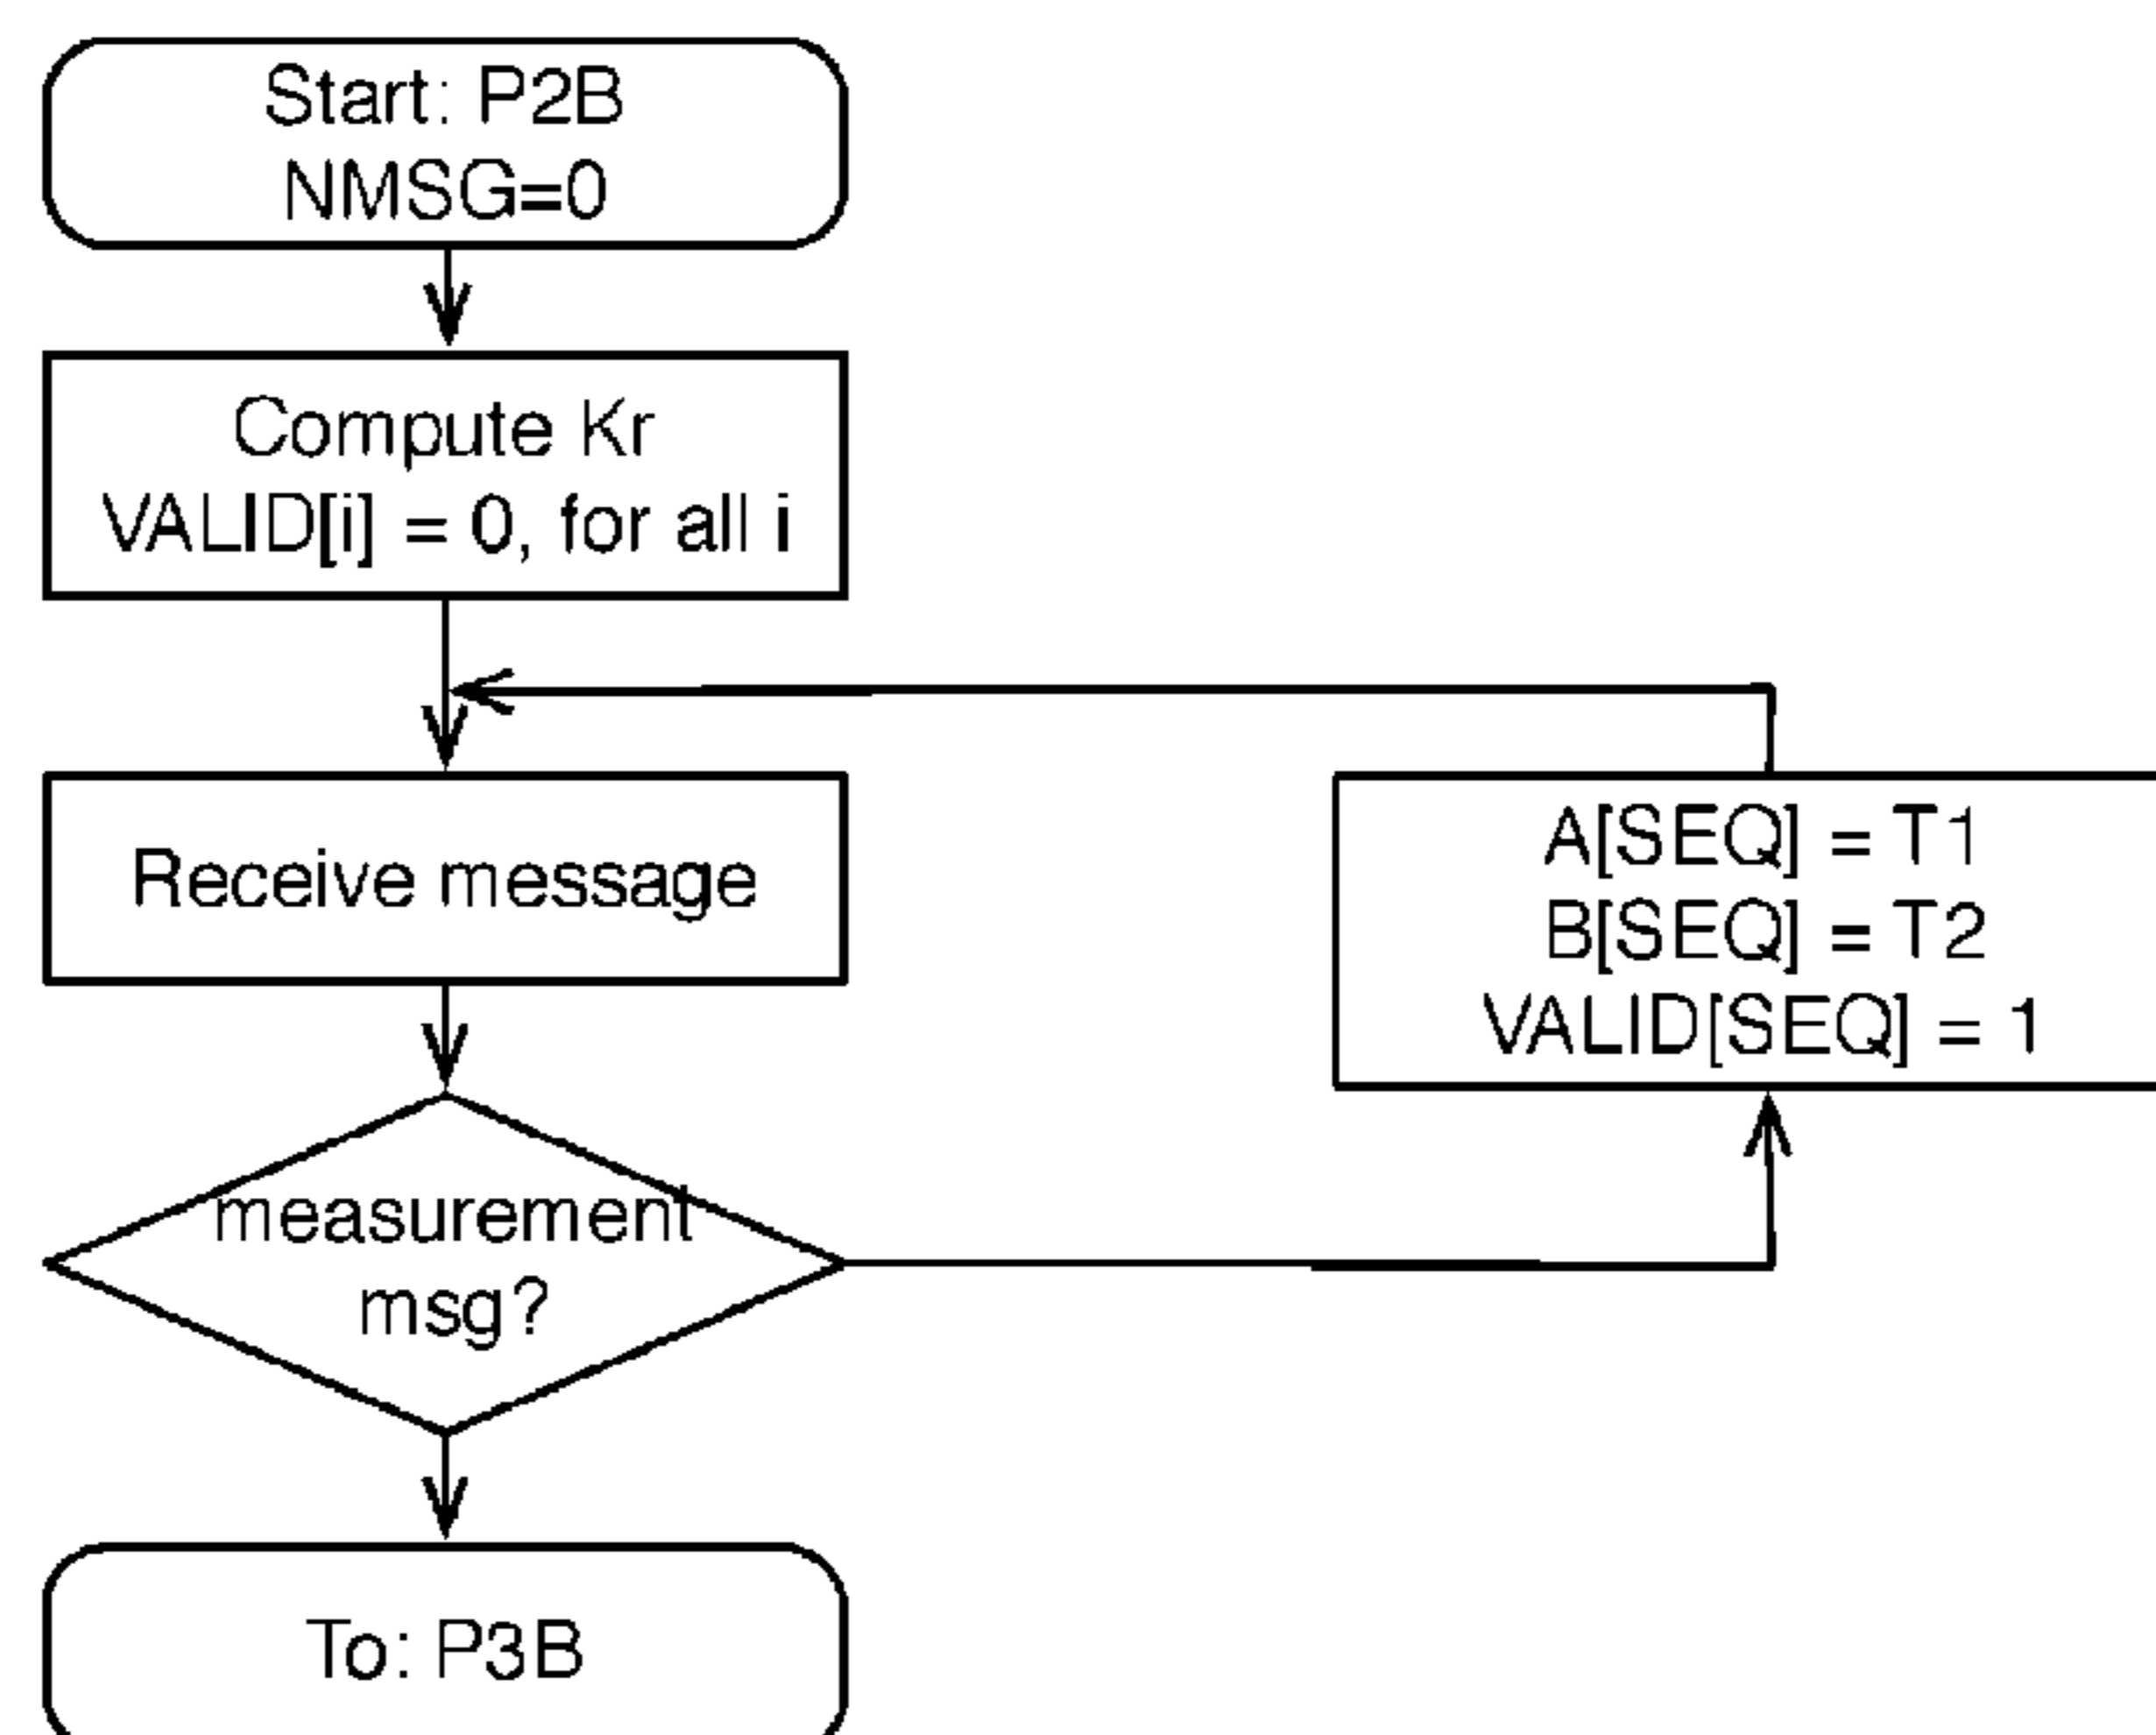 Start: P2B
NMSG=0
Compute Kr
VALID[i] = 0, for all i
Receive message
A[SEQ] = T1
B[SEQ] = T2
VALID[SEQ] = 1
measurement
msg?
To: P3B